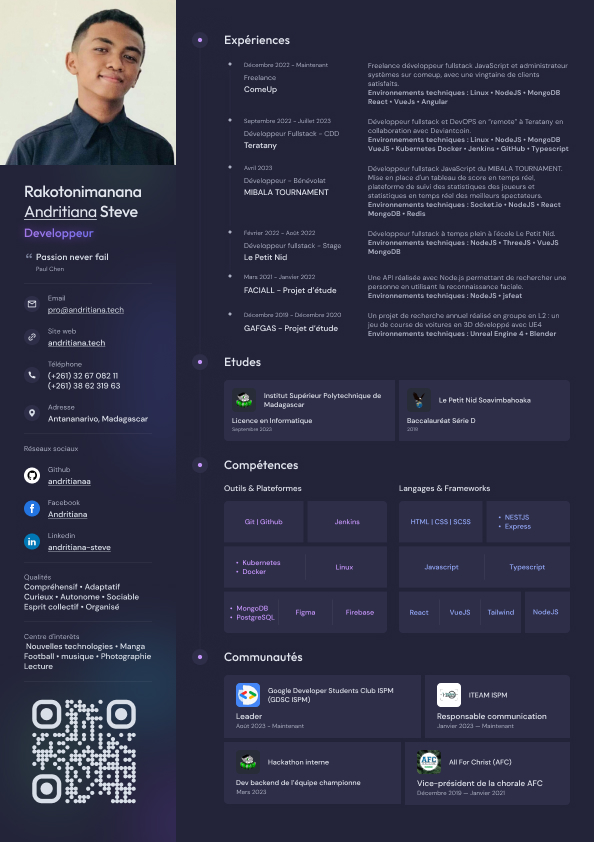 Rakotonimanana
Andritiana Steve
Developpeur
“ Passion never fail
Paul Chen
Email
pro@andritiana.tech
Site web
andritiana.tech
Téléphone
(+261) 32 67 082 11
(+261) 38 62 319 63
Adresse
Antananarivo, Madagascar
Réseaux sociaux
Github
andritianaa
Facebook
Andritiana
Linkedin
andritiana-steve
Qualités
Compréhensif • Adaptatif
Curieux • Autonome • Sociable
Esprit collectif • Organisé
Centre d'interêts
Nouvelles technologies • Manga
Football • musique • Photographie
Lecture
Expériences
Décembre 2022 - Maintenant
Freelance
ComeUp
Freelance développeur fullstack JavaScript et administrateur
systèmes sur comeup, avec une vingtaine de clients
satisfaits.
Environnements techniques : Linux • NodeJS • MongoDB
React • VueJs • Angular
Septembre 2022 - Juillet 2023
Développeur Fullstack - CDD
Teratany
Développeur fullstack et DevOPS en "remote" à Teratany en
collaboration avec Deviantcoin.
Environnements techniques : Linux • NodeJS • MongoDB
VueJS • Kubernetes Docker • Jenkins • GitHub • Typescript
Avril 2023
Développeur - Bénévolat
MIBALA TOURNAMENT
Développeur fullstack JavaScript du MIBALA TOURNAMENT.
Mise en place d'un tableau de score en temps réel,
plateforme de suivi des statistiques des joueurs et
statistiques en temps réel des meilleurs spectateurs.
Environnements techniques : Socket.io • NodeJS • React
MongoDB • Redis
Février 2022 - Août 2022
Développeur fullstack - Stage
Le Petit Nid
Développeur fullstack à temps plein à l'école Le Petit Nid.
Environnements techniques : NodeJS • ThreeJS • VueJS
MongoDB
Mars 2021 - Janvier 2022
FACIALL - Projet d'étude
Une API réalisée avec Node.js permettant de rechercher une
personne en utilisant la reconnaissance faciale.
Environnements techniques : NodeJS • jsfeat
Décembre 2019 - Décembre 2020
GAFGAS - Projet d'étude
Un projet de recherche annuel réalisé en groupe en L2 : un
jeu de course de voitures en 3D développé avec UE4
Environnements techniques : Unreal Engine 4 • Blender
Etudes
Institut Supérieur Polytechnique de
Madagascar
Licence en Informatique
Septembre 2023
Le Petit Nid Soavimbahoaka
Baccalauréat Série D
2019
Compétences
Outils & Plateformes
Git | Github
Jenkins
• Kubernetes
• Docker
Linux
• MongoDB
• PostgreSQL
Figma
Firebase
Langages & Frameworks
HTML | CSS | SCSS
• NESTJS
• Express
Javascript
Typescript
React
VueJS
Tailwind
NodeJS
Communautés
Google Developer Students Club ISPM
(GDSC ISPM)
Leader
Août 2023 - Maintenant
ITEAM ISPM
Responsable communication
Janvier 2023 — Maintenant
Hackathon interne
Dev backend de l'équipe championne
Mars 2023
AFC
All For Christ (AFC)
Vice-président de la chorale AFC
Décembre 2019 — Janvier 2021